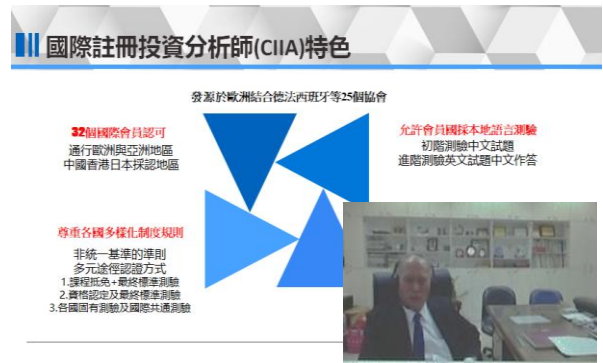 國際註冊投資分析師(CIIA)特色
發源於歐洲結合德法西班牙等25個協會
32個國際會員認可
通行歐洲與亞洲地區
中國香港日本採認地區
允許會員國採本地語言測驗
初階測驗中文試題
進階測驗英文試題中文作答
尊重各國多樣化制度規則
非統一基準的準則
多元途徑認證方式
1.課程抵免+最終標準測驗
2.資格認定及最終標準測驗
3.各國固有測驗及國際共通測驗